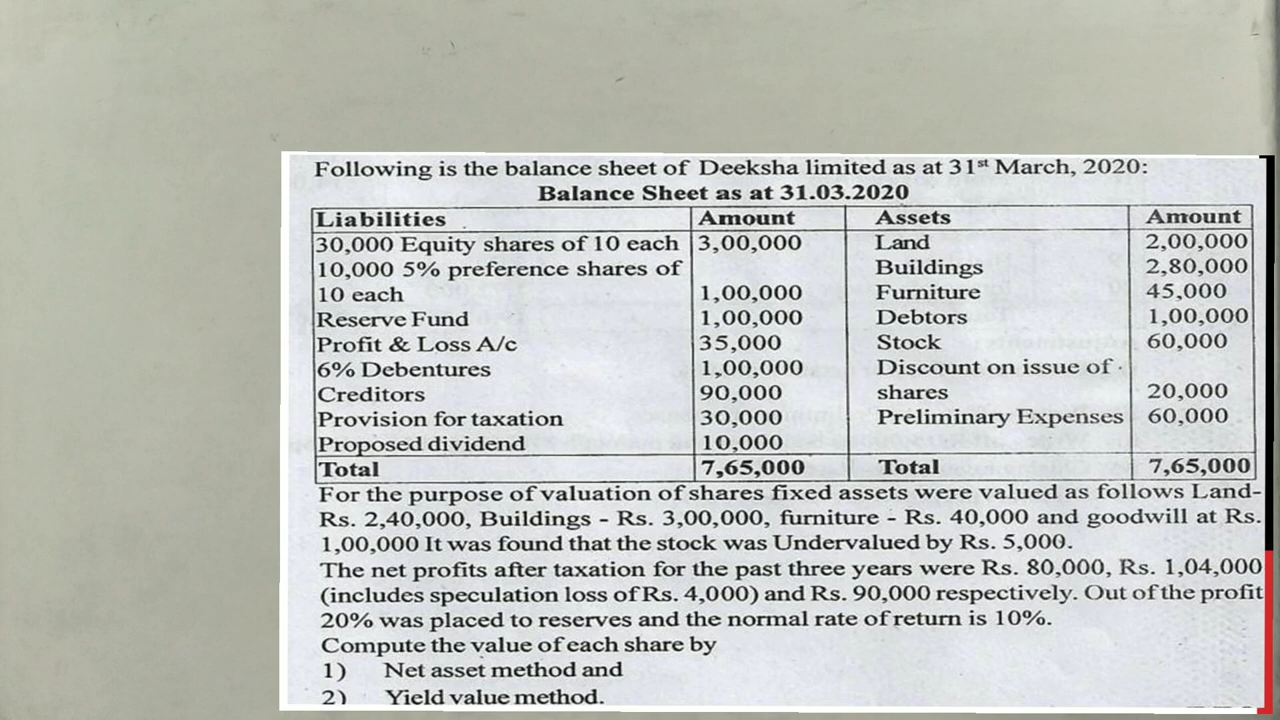 Following is the balance sheet of Deeksha limited as at 31st March, 2020:
Balance Sheet as at 31.03.2020
Liabilities Amount Assets Amount
30,000 Equity shares of 10 each 3,00,000 Land 2,00,000
10,000 5% preference shares of Buildings 2,80,000
10 each 1,00,000 Furniture 45,000
Reserve Fund 1,00,000 Debtors 1,00,000
Profit & Loss A/c 35,000 Stock 60,000
6% Debentures 1,00,000 Discount on issue of
Creditors 90,000 shares 20,000
Provision for taxation 30,000 Preliminary Expenses 60,000
Proposed dividend 10,000
Total 7,65,000 Total 7,65,000
For the purpose of valuation of shares fixed assets were valued as follows Land-
Rs. 2,40,000, Buildings - Rs. 3,00,000, furniture - Rs. 40,000 and goodwill at Rs.
1,00,000 It was found that the stock was Undervalued by Rs. 5,000.
The net profits after taxation for the past three years were Rs. 80,000, Rs. 1,04,000
(includes speculation loss of Rs. 4,000) and Rs. 90,000 respectively. Out of the profit
20% was placed to reserves and the normal rate of return is 10%.
Compute the value of each share by
1) Net asset method and
2) Yield value method.